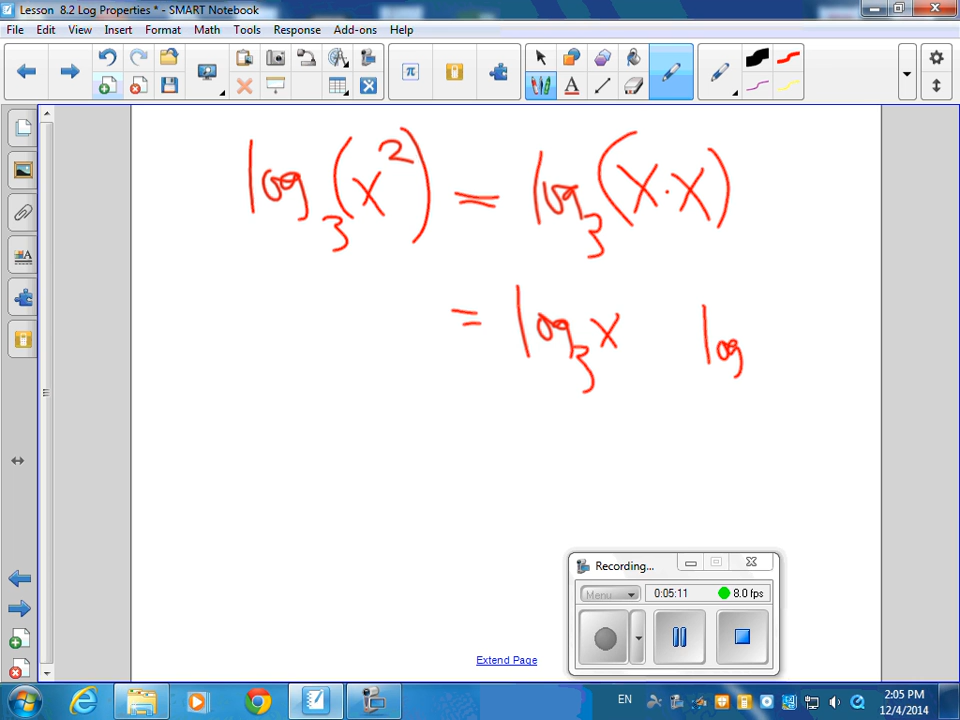 Lesson 8.2 Log Properties * - SMART Notebook
File Edit View Insert Format Math Tools Response Add-ons Help
log₃(x²) = log₃(x·x)
= log₃x log
Recording...
Menu 0:05:11 8.0 fps
Extend Page
EN 2:05 PM
12/4/2014